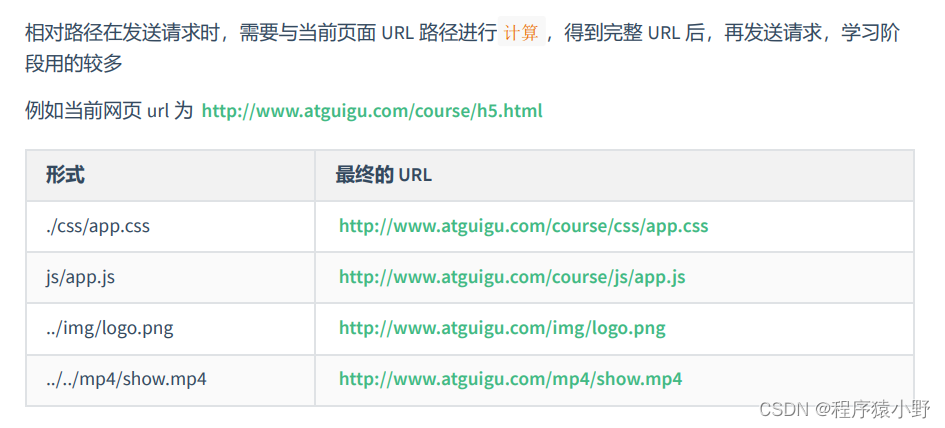 相对路径在发送请求时，需要与当前页面 URL 路径进行 计算 ，得到完整 URL 后，再发送请求，学习阶
段用的较多
例如当前网页 url 为 http://www.atguigu.com/course/h5.html
形式 最终的 URL
./css/app.css http://www.atguigu.com/course/css/app.css
js/app.js http://www.atguigu.com/course/js/app.js
../img/logo.png http://www.atguigu.com/img/logo.png
../../mp4/show.mp4 http://www.atguigu.com/mp4/show.mp4
CSDN @程序猿小野